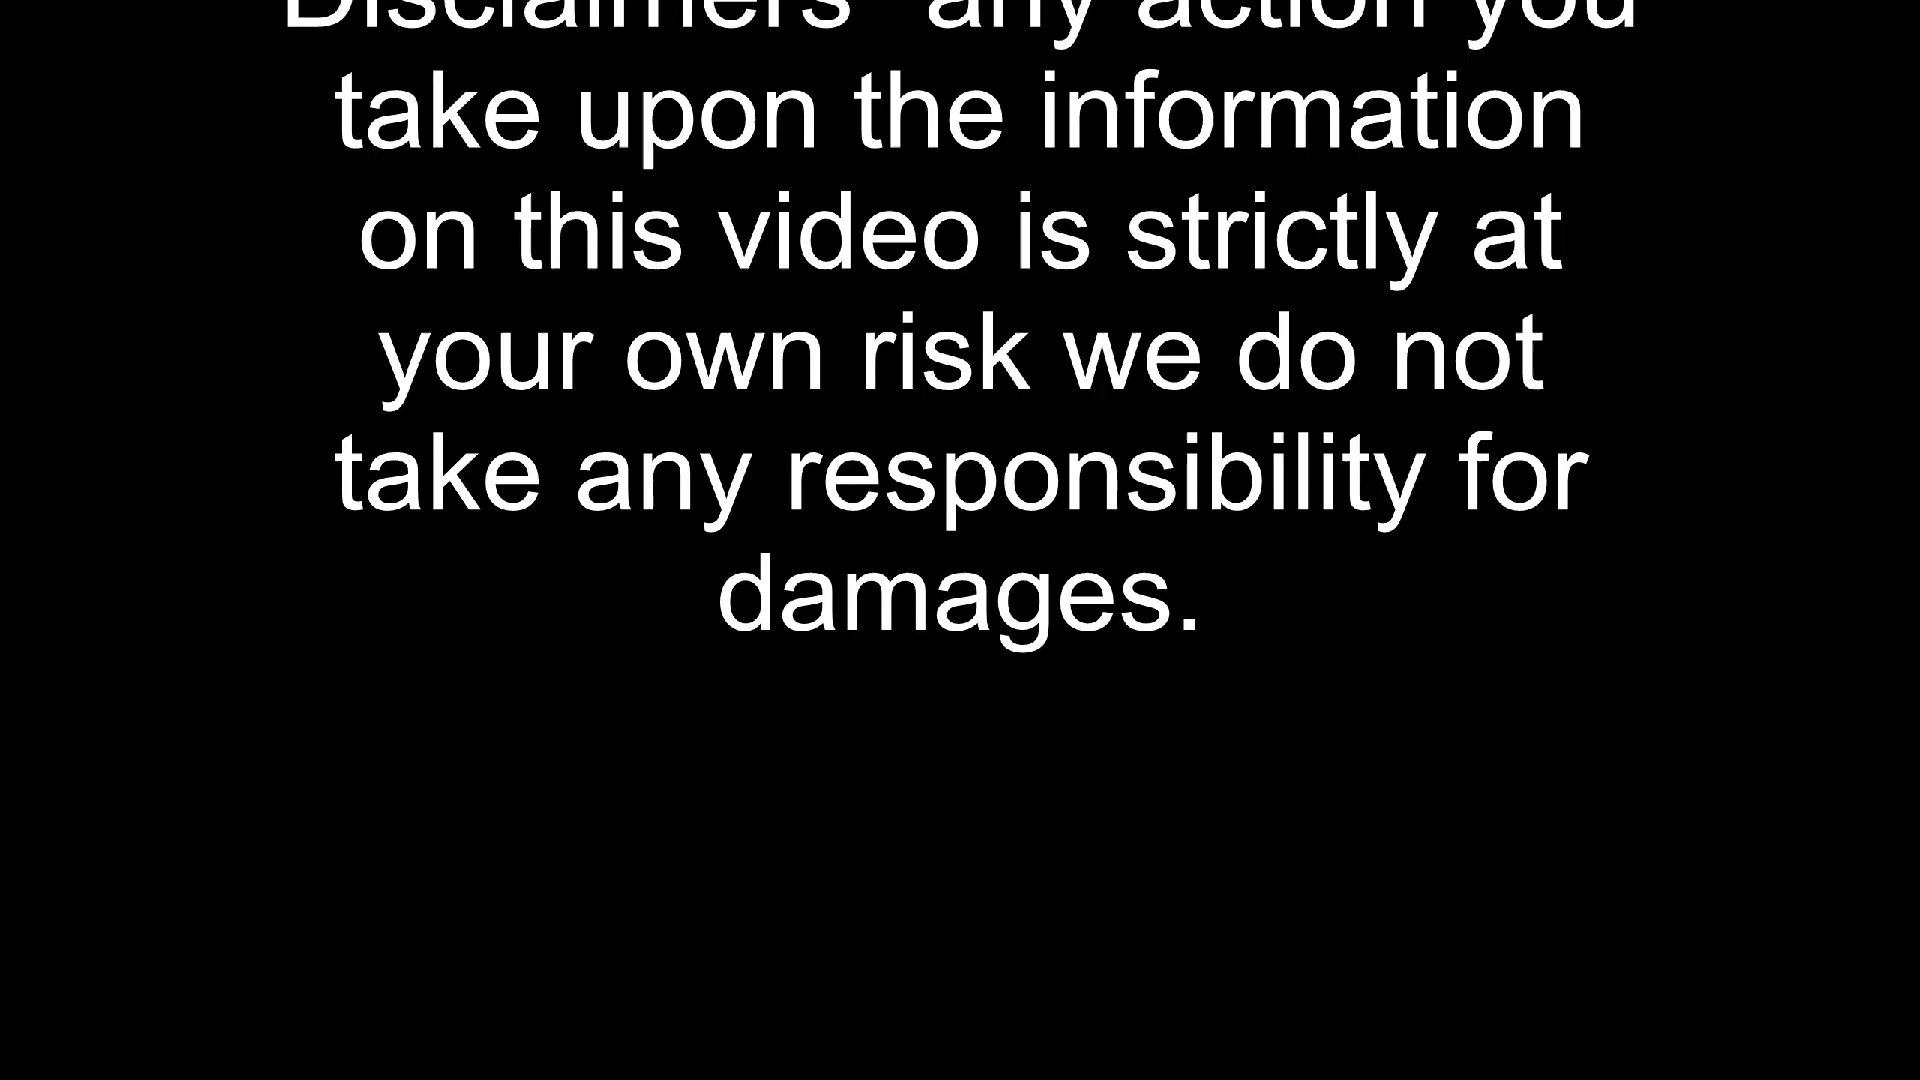 Disclaimers any action you
take upon the information
on this video is strictly at
your own risk we do not
take any responsibility for
damages.